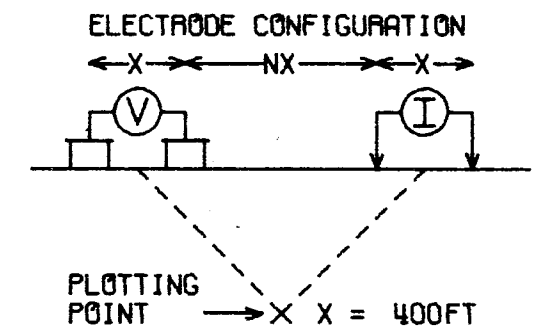 ELECTRODE CONFIGURATION
X NX X
V I
PLOTTING
POINT X X = 400FT